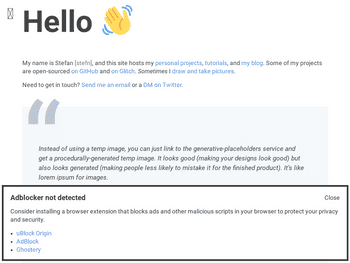 Hello 👋
My name is Stefan [stefn], and this site hosts my personal projects, tutorials, and my blog. Some of my projects
are open-sourced on GitHub and on Glitch. Sometimes I draw and take pictures.
Need to get in touch? Send me an email or a DM on Twitter.
“
Instead of using a temp image, you can just link to the generative-placeholders service and
get a procedurally-generated temp image. It looks good (making your designs look good) but
also looks generated (making people less likely to mistake it for the finished product). It's like
lorem ipsum for images.
Adblocker not detected
Close
Consider installing a browser extension that blocks ads and other malicious scripts in your browser to protect your privacy
and security.
• uBlock Origin
• AdBlock
• Ghostery